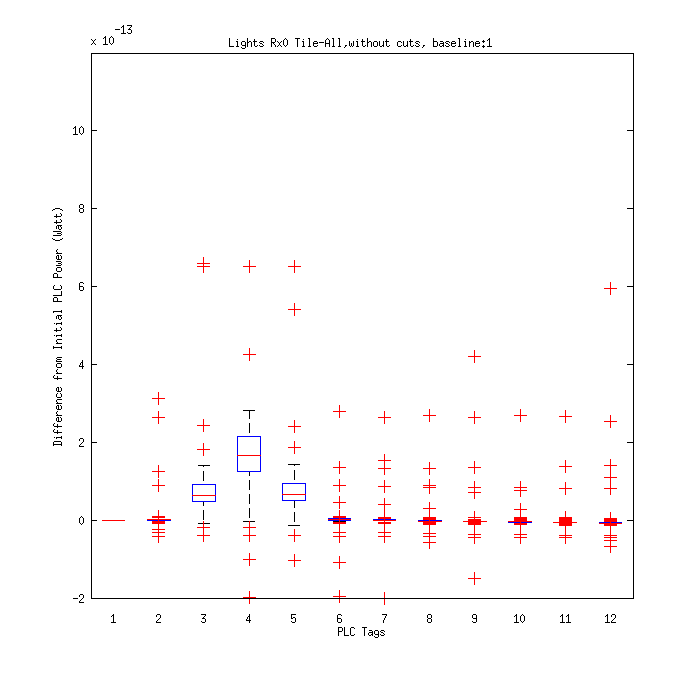 x 10 -13
Lights Rx0 Tile-All,without cuts, baseline:1
Difference from Initial PLC Power (Watt)
10
8
6
4
2
0
-2
1 2 3 4 5 6 7 8 9 10 11 12
PLC Tags